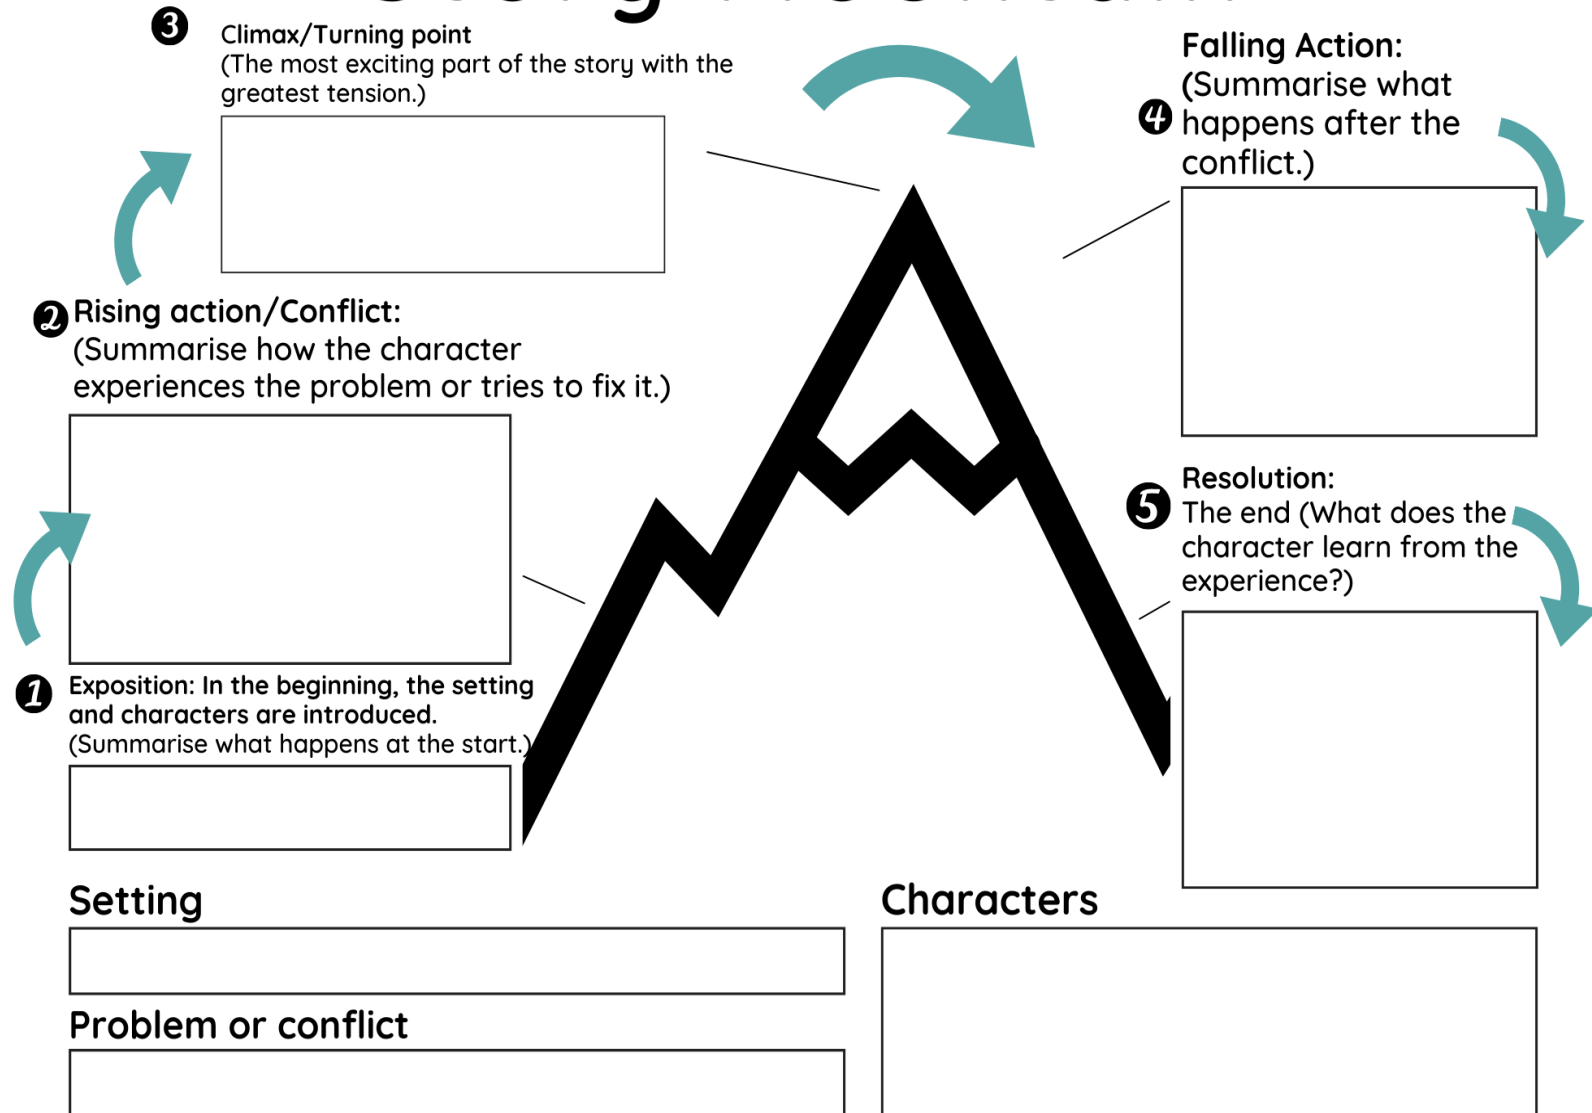 3
Climax/Turning point
(The most exciting part of the story with the
greatest tension.)
Falling Action:
(Summarise what
4
happens after the
conflict.)
2
Rising action/Conflict:
(Summarise how the character
experiences the problem or tries to fix it.)
Resolution:
5
The end (What does the
character learn from the
experience?)
1
Exposition: In the beginning, the setting
and characters are introduced.
(Summarise what happens at the start.)
Setting
Characters
Problem or conflict